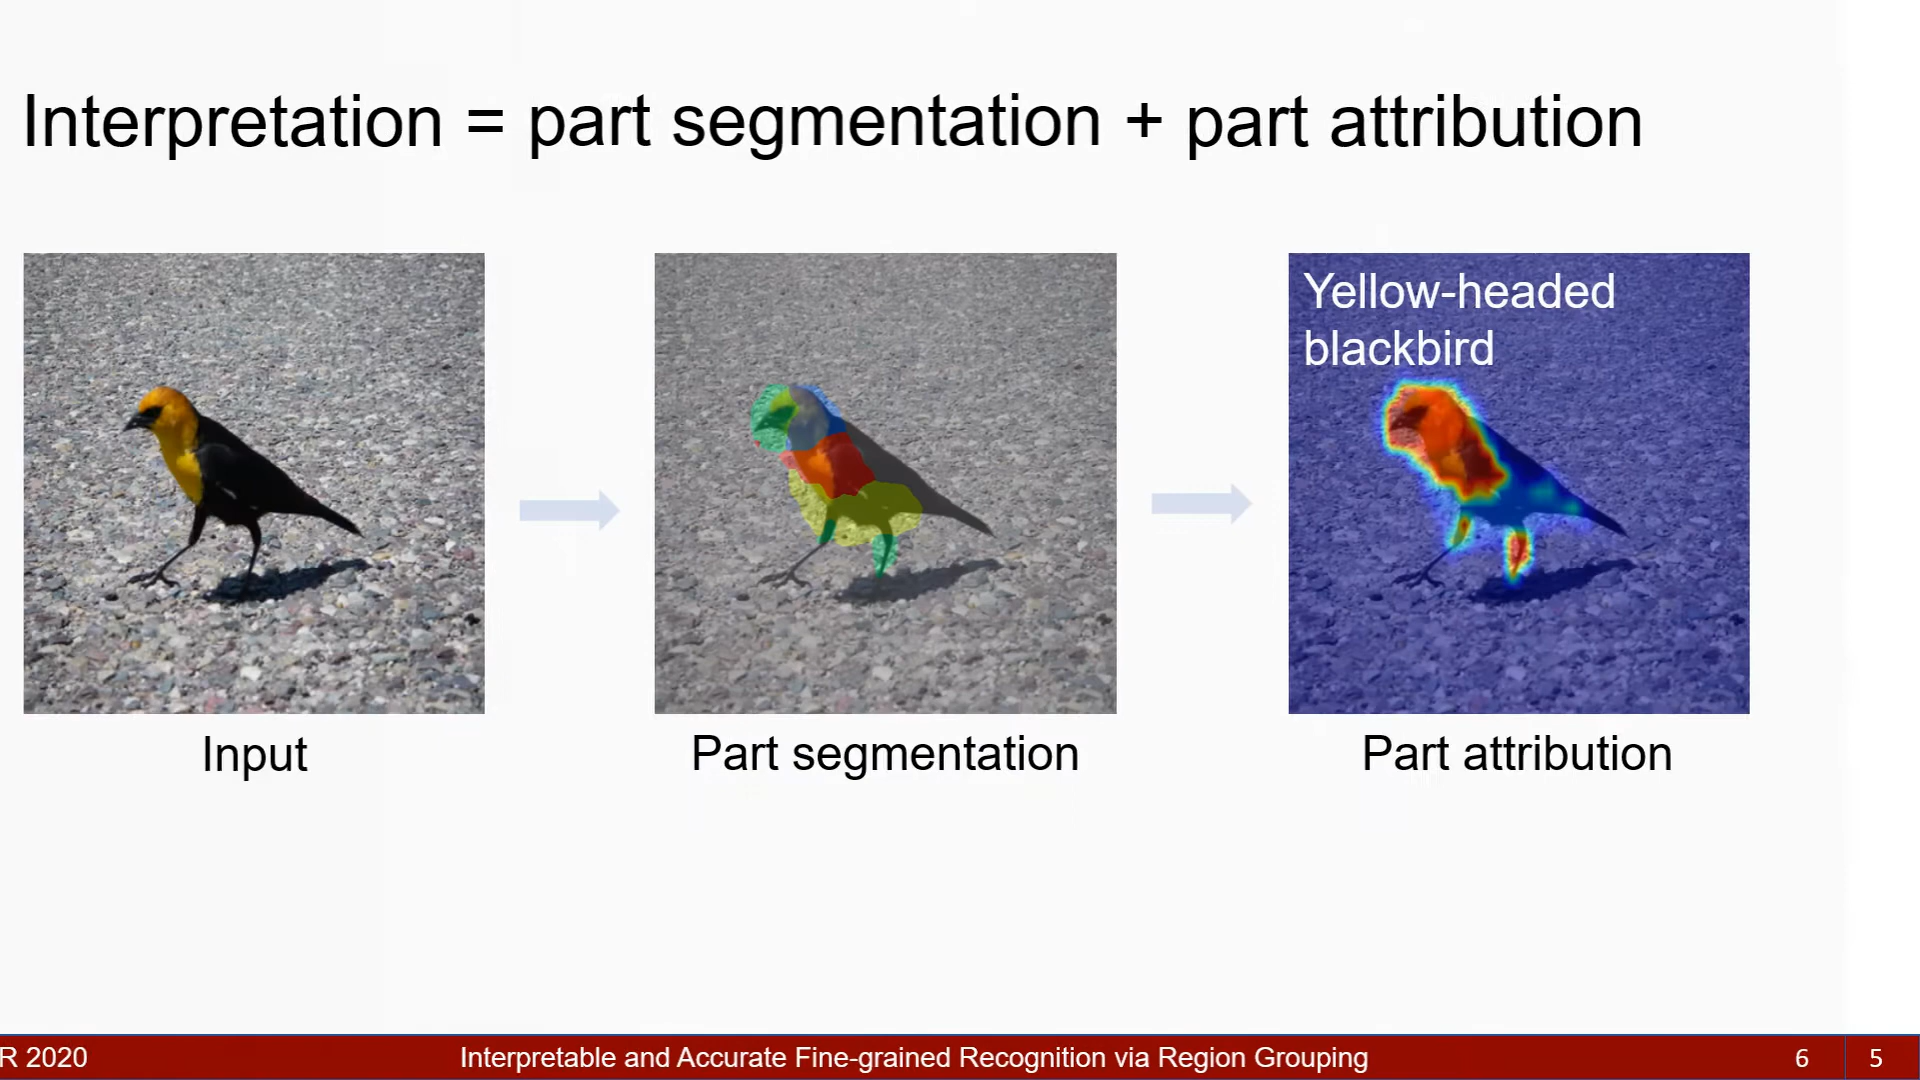 Interpretation = part segmentation + part attribution
Yellow-headed
blackbird
Input
Part segmentation
Part attribution
R 2020
Interpretable and Accurate Fine-grained Recognition via Region Grouping
6
5